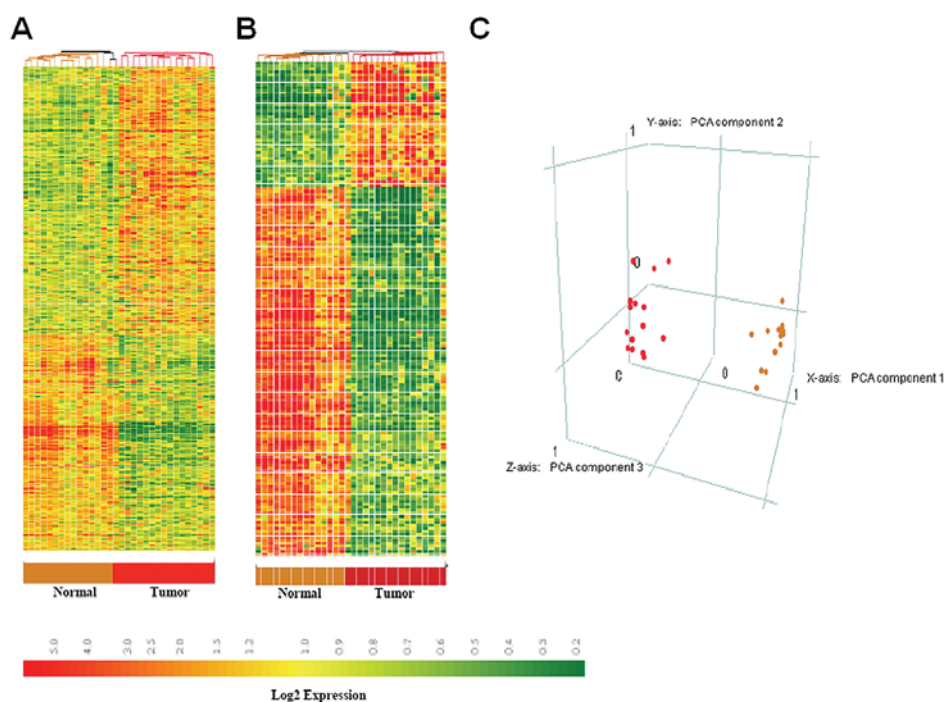 A
B
C
Y-axis: PCA component 2
1
0
0
0
X-axis: PCA component 1
1
1
Z-axis: PCA component 3
Normal
Tumor
Normal
Tumor
5.0
4.0
3.0
2.5
2.0
1.5
1.2
1.0
0.9
0.8
0.7
0.6
0.5
0.4
0.3
0.2
Log2 Expression